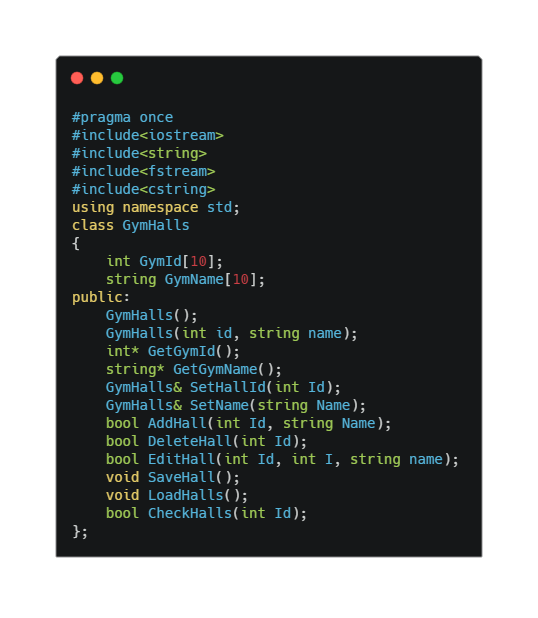 #pragma once
#include<iostream>
#include<string>
#include<fstream>
#include<cstring>
using namespace std;
class GymHalls
{
    int GymId[10];
    string GymName[10];
public:
    GymHalls();
    GymHalls(int id, string name);
    int* GetGymId();
    string* GetGymName();
    GymHalls& SetHallId(int Id);
    GymHalls& SetName(string Name);
    bool AddHall(int Id, string Name);
    bool DeleteHall(int Id);
    bool EditHall(int Id, int I, string name);
    void SaveHall();
    void LoadHalls();
    bool CheckHalls(int Id);
};